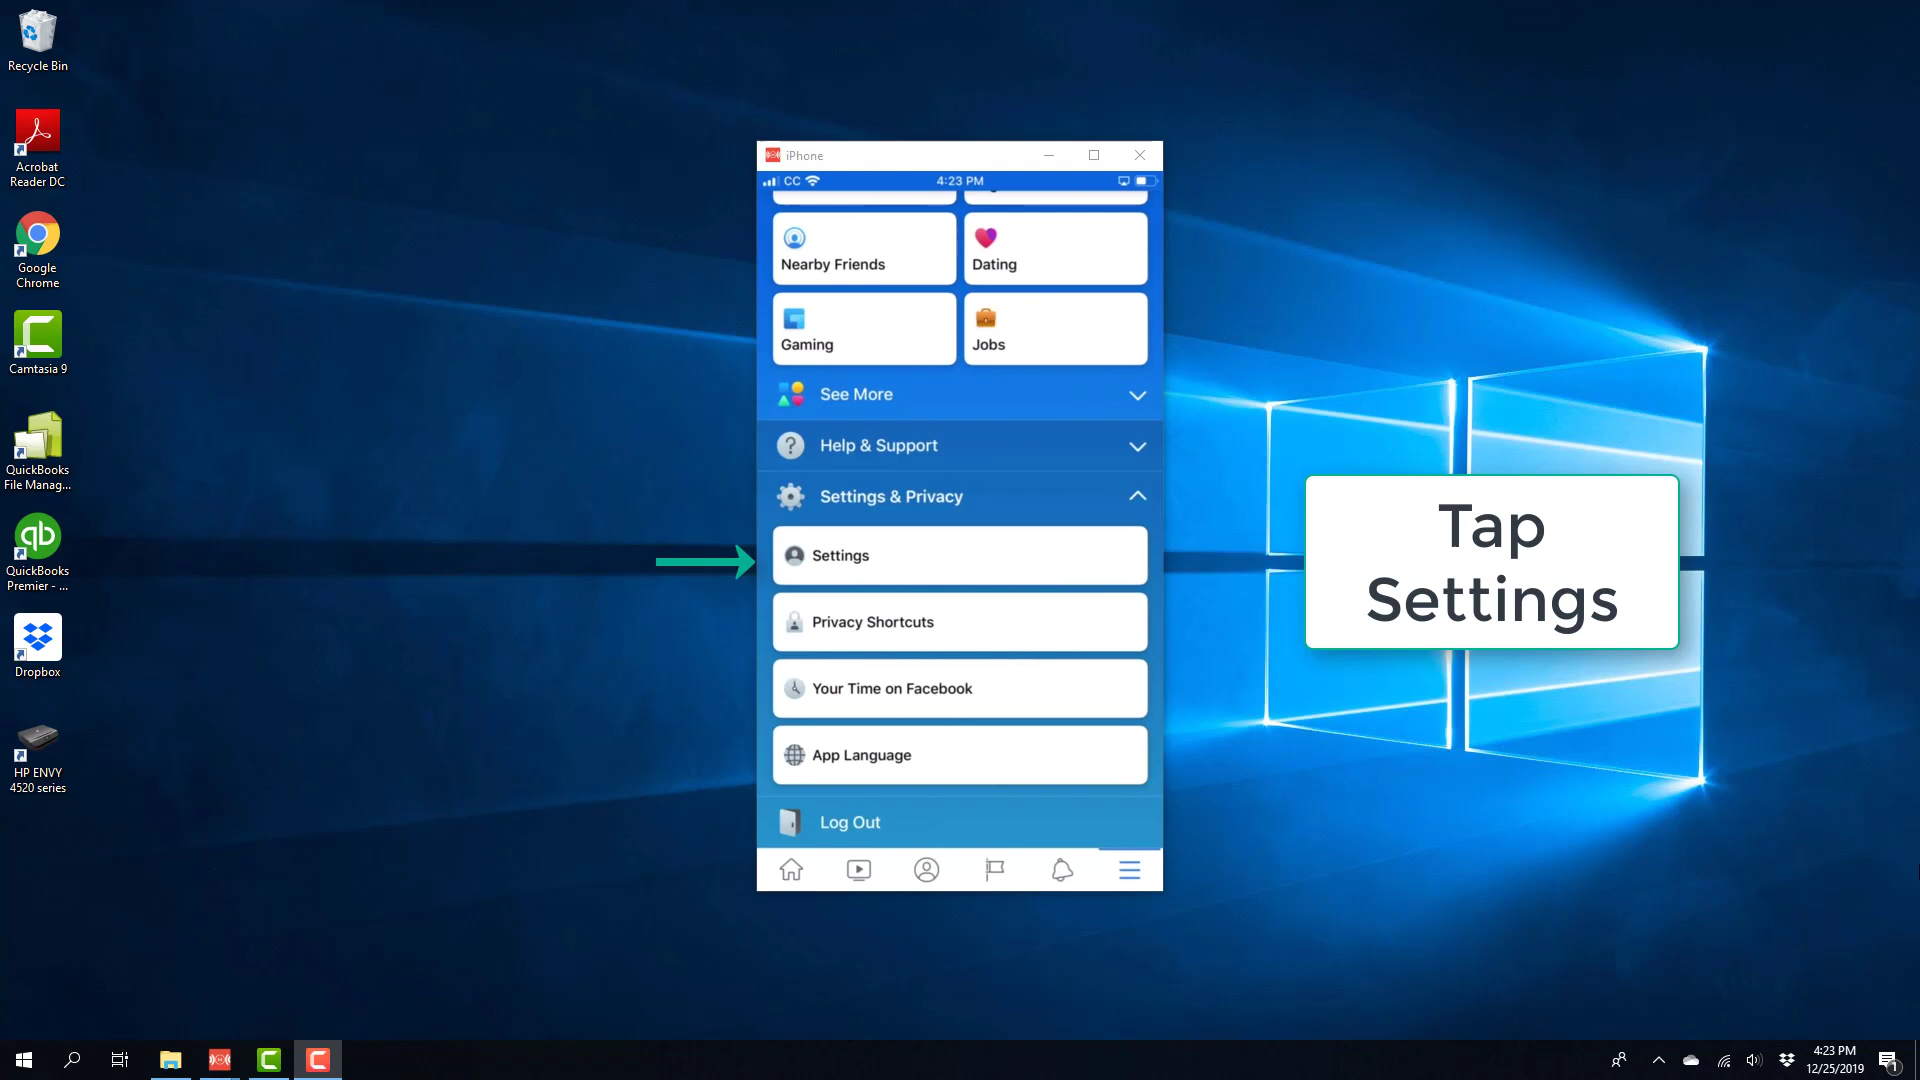 Recycle Bin
Acrobat
Reader DC
Google
Chrome
Camtasia 9
QuickBooks
File Manag...
QuickBooks
Premier - ...
Dropbox
HP ENVY
4520 series
iPhone
CC
4:23 PM
Nearby Friends
Dating
Gaming
Jobs
See More
Help & Support
Settings & Privacy
Settings
Privacy Shortcuts
Your Time on Facebook
App Language
Log Out
Tap
Settings
4:23 PM
12/25/2019
1